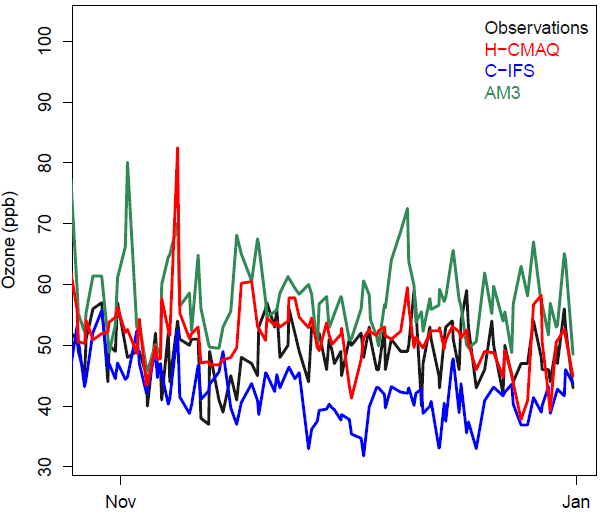 Observations
H-CMAQ
C-IFS
AM3
Ozone (ppb)
100
90
80
70
60
50
40
30
Nov Jan